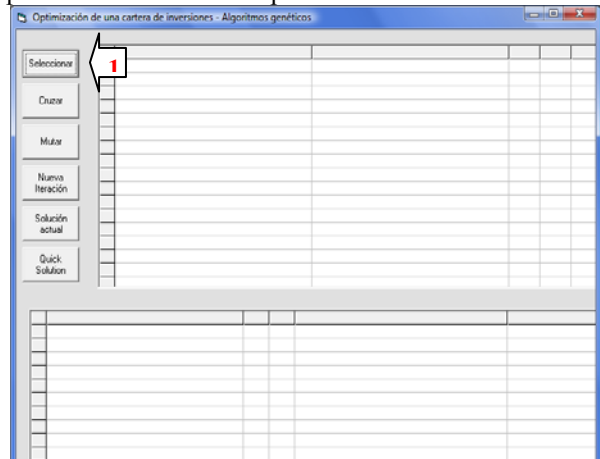 Optimización de una cartera de inversiones - Algoritmos genéticos
Seleccionar
1
Cruzar
Mutar
Nueva
Iteración
Solución
actual
Quick
Solution